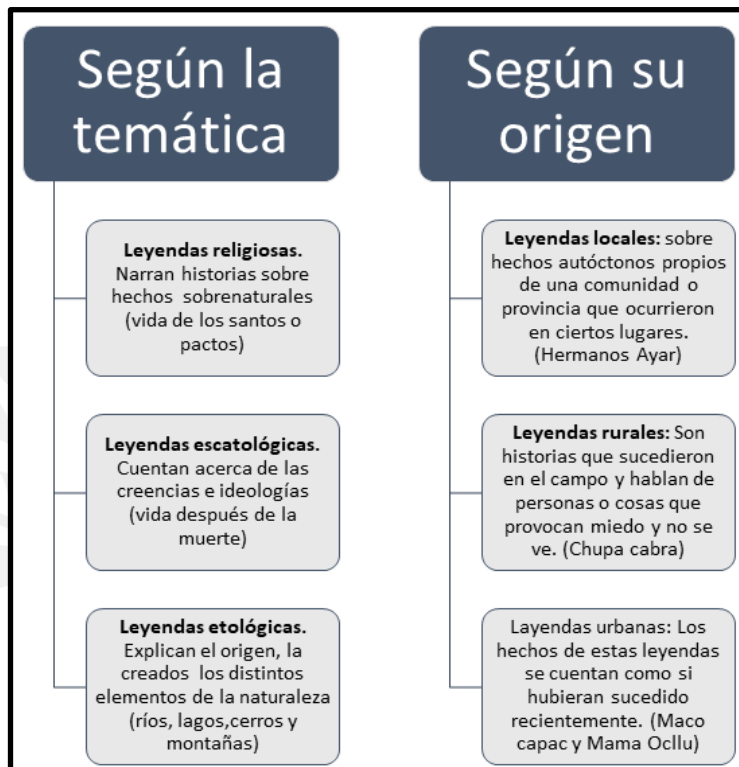 Según la
temática
Leyendas religiosas.
Narran historias sobre
hechos sobrenaturales
(vida de los santos o
pactos)
Leyendas escatológicas.
Cuentan acerca de las
creencias e ideologías
(vida después de la
muerte)
Leyendas etológicas.
Explican el origen, la
creados los distintos
elementos de la naturaleza
(ríos, lagos,cerros y
montañas)
Según su
origen
Leyendas locales: sobre
hechos autóctonos propios
de una comunidad o
provincia que ocurrieron
en ciertos lugares.
(Hermanos Ayar)
Leyendas rurales: Son
historias que sucedieron
en el campo y hablan de
personas o cosas que
provocan miedo y no se
ve. (Chupa cabra)
Layendas urbanas: Los
hechos de estas leyendas
se cuentan como si
hubieran sucedido
recientemente. (Maco
capac y Mama Ocllu)